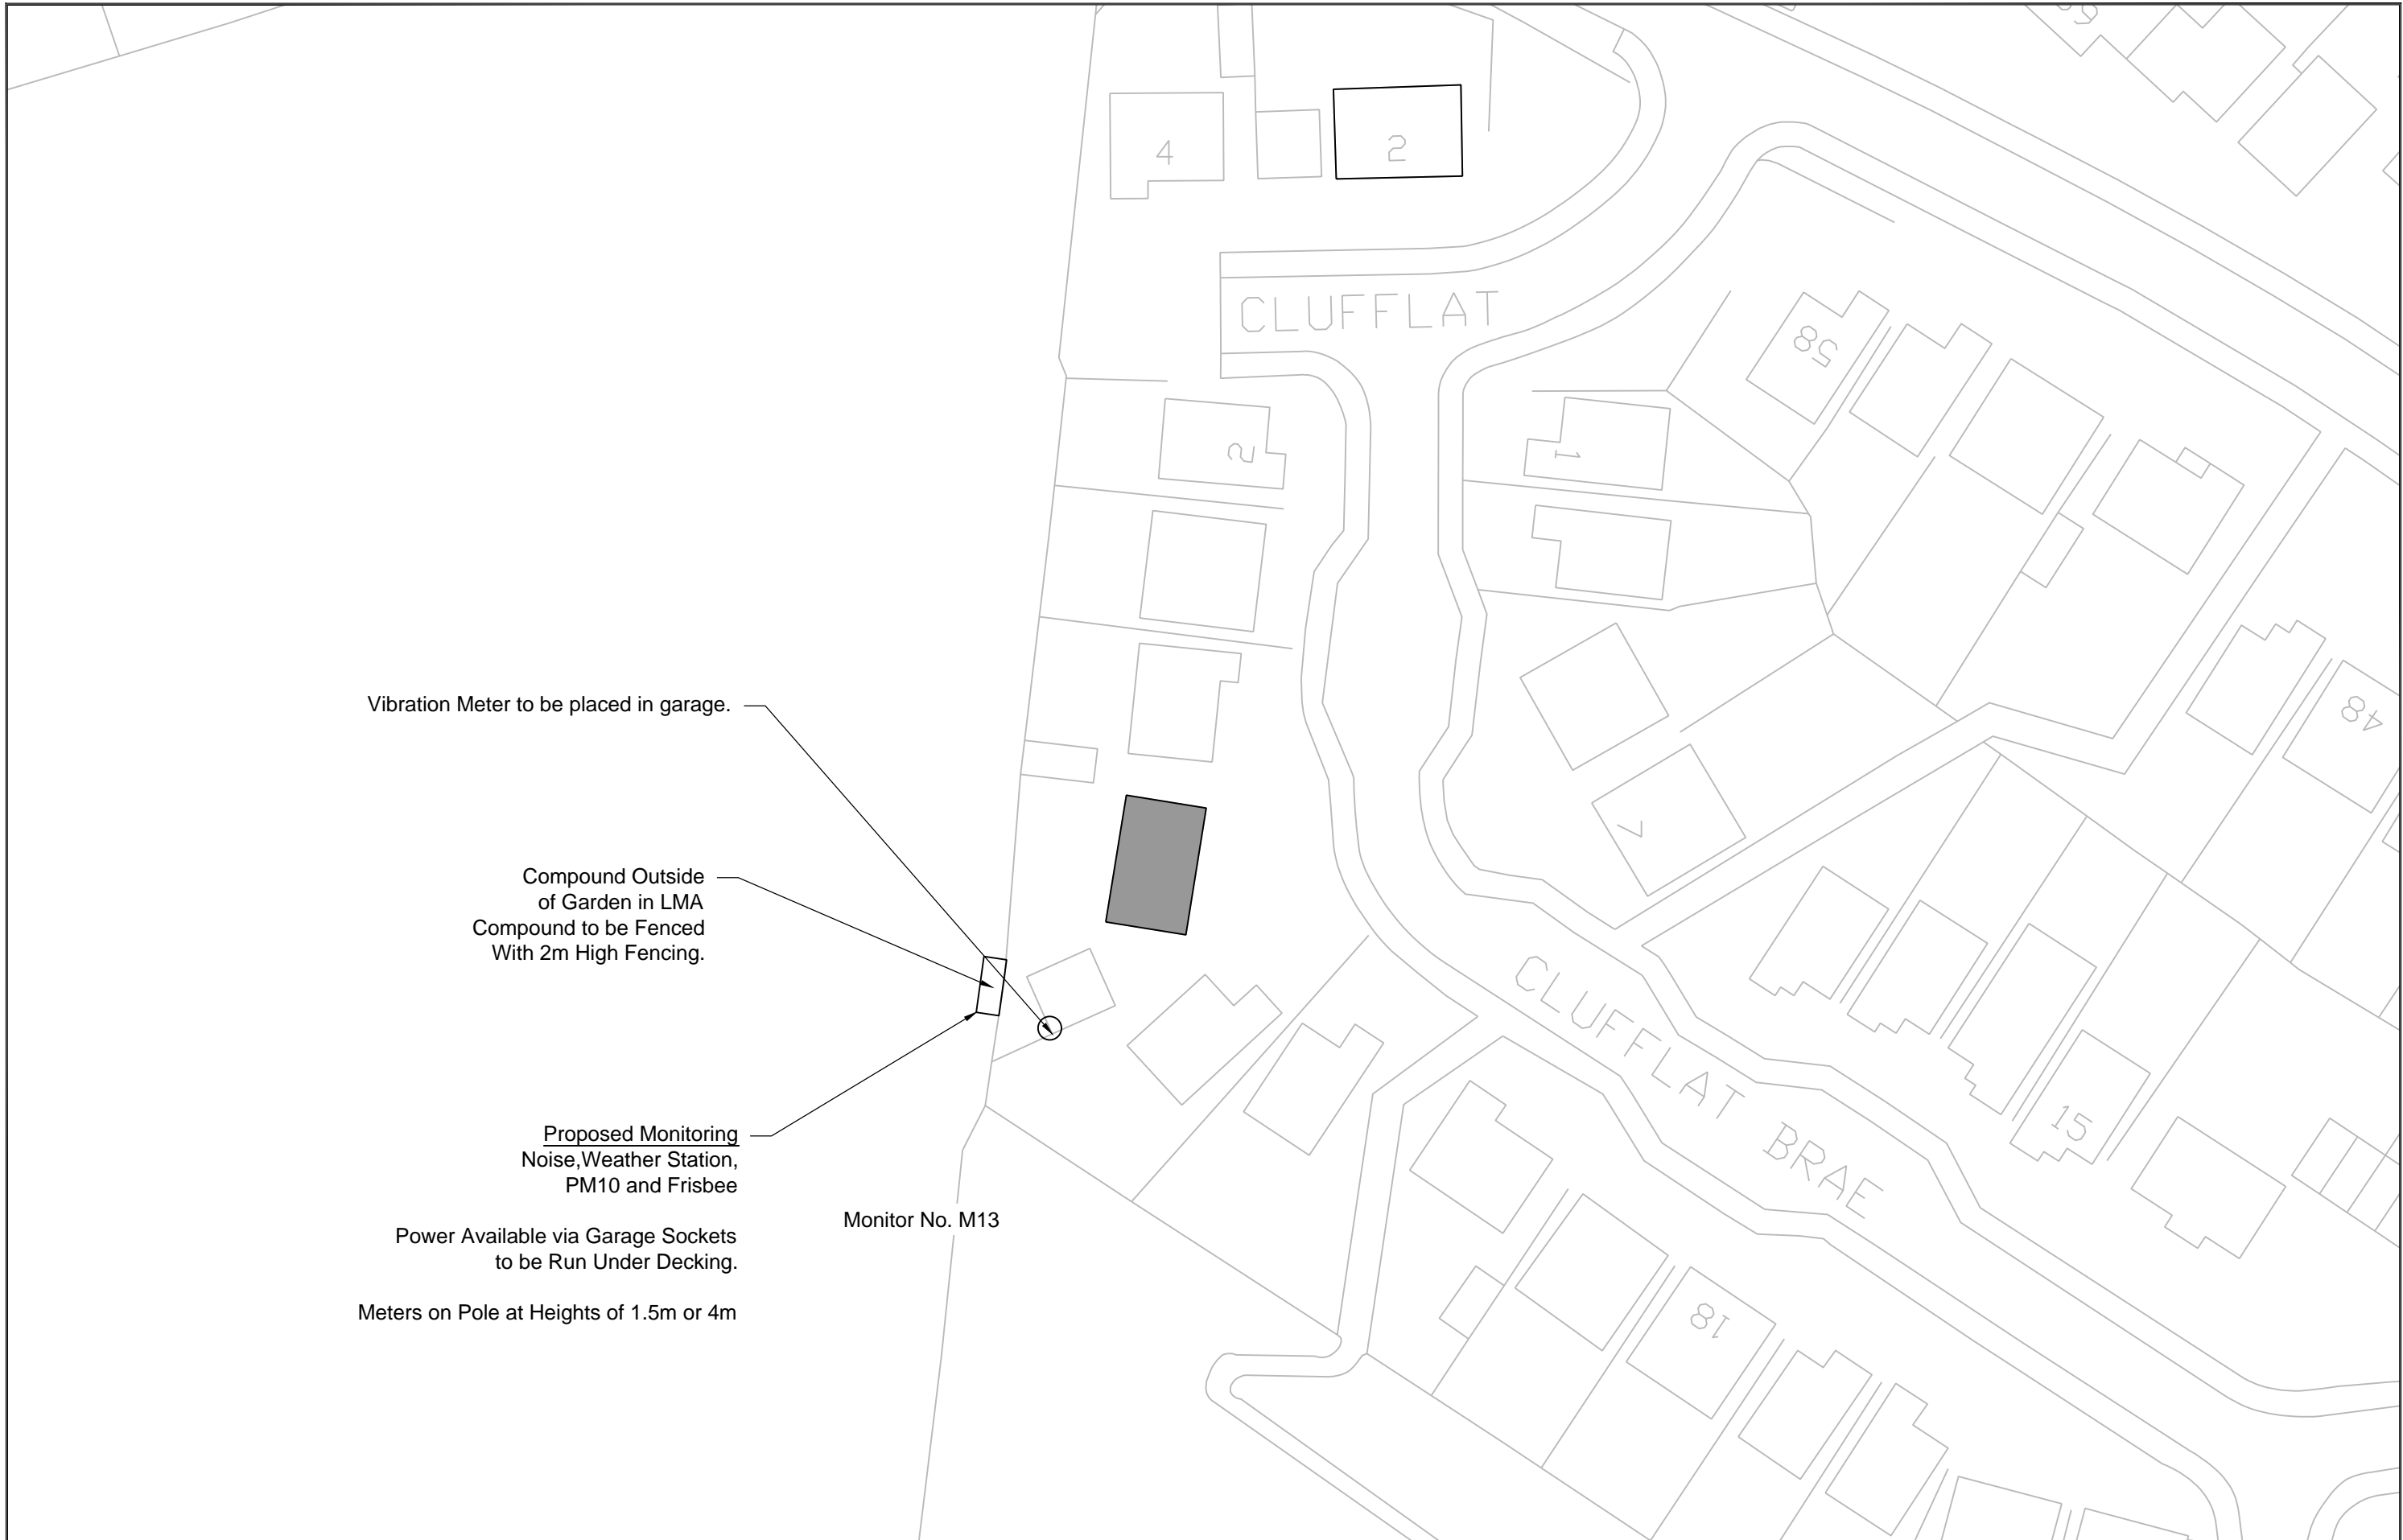 4
2
CLUFFLAT
58
2
1
Vibration Meter to be placed in garage.
48
7
Compound Outside
of Garden in LMA
Compound to be Fenced
With 2m High Fencing.
CLUFFLAT BRAE
15
Proposed Monitoring
Noise,Weather Station,
PM10 and Frisbee
Monitor No. M13
Power Available via Garage Sockets
to be Run Under Decking.
Meters on Pole at Heights of 1.5m or 4m
18